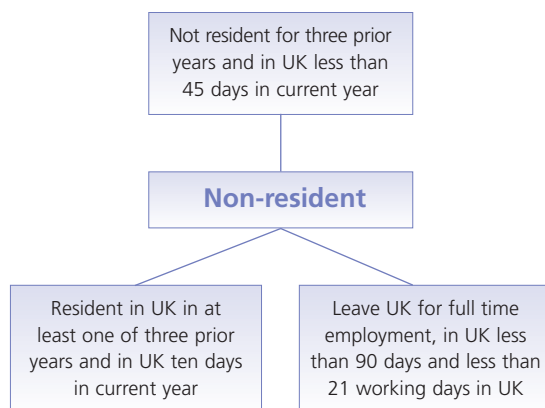 Not resident for three prior
years and in UK less than
45 days in current year
Non-resident
Resident in UK in at
least one of three prior
years and in UK ten days
in current year
Leave UK for full time
employment, in UK less
than 90 days and less than
21 working days in UK